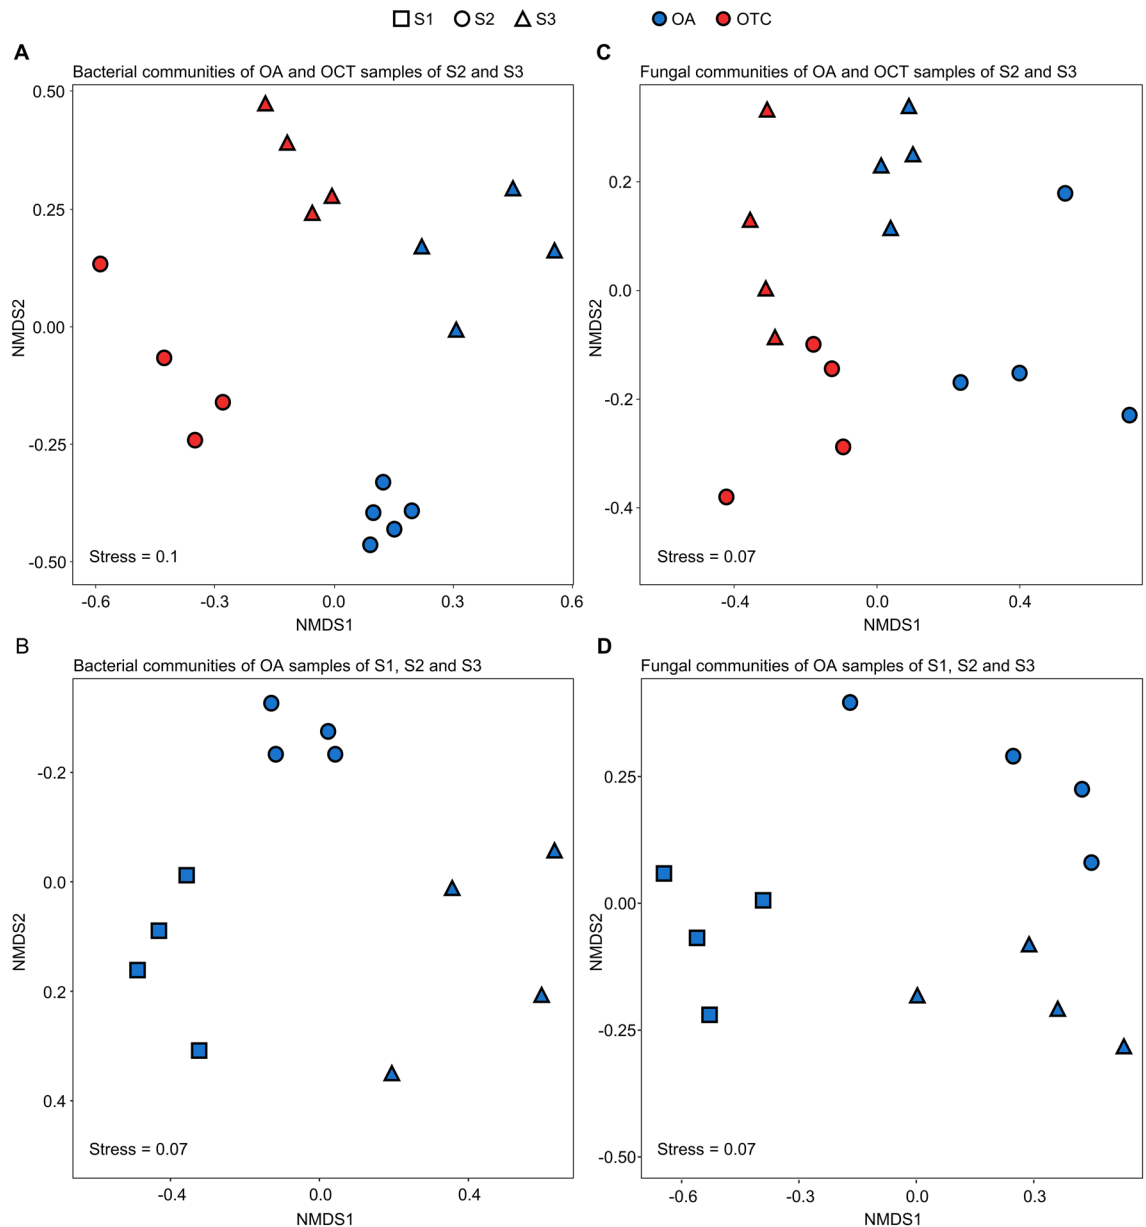 S1 S2 S3 OA OTC
A
Bacterial communities of OA and OCT samples of S2 and S3
0.50
0.25
0.00
-0.25
-0.50
NMDS2
Stress = 0.1
-0.6 -0.3 0.0 0.3 0.6
NMDS1
C
Fungal communities of OA and OCT samples of S2 and S3
0.2
0.0
-0.2
-0.4
NMDS2
Stress = 0.07
-0.4 0.0 0.4
NMDS1
B
Bacterial communities of OA samples of S1, S2 and S3
-0.2
0.0
0.2
0.4
NMDS2
Stress = 0.07
-0.4 0.0 0.4
NMDS1
D
Fungal communities of OA samples of S1, S2 and S3
0.25
0.00
-0.25
-0.50
NMDS2
Stress = 0.07
-0.6 -0.3 0.0 0.3
NMDS1